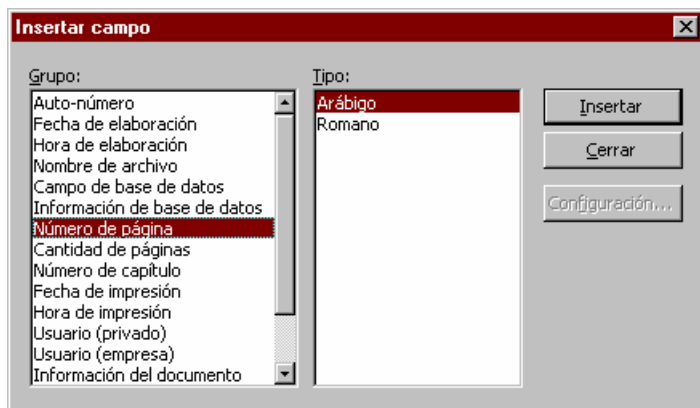 Insertar campo
Grupo:
Auto-número
Fecha de elaboración
Hora de elaboración
Nombre de archivo
Campo de base de datos
Información de base de datos
Número de página
Cantidad de páginas
Número de capítulo
Fecha de impresión
Hora de impresión
Usuario (privado)
Usuario (empresa)
Información del documento
Tipo:
Arábigo
Romano
Insertar
Cerrar
Configuración...